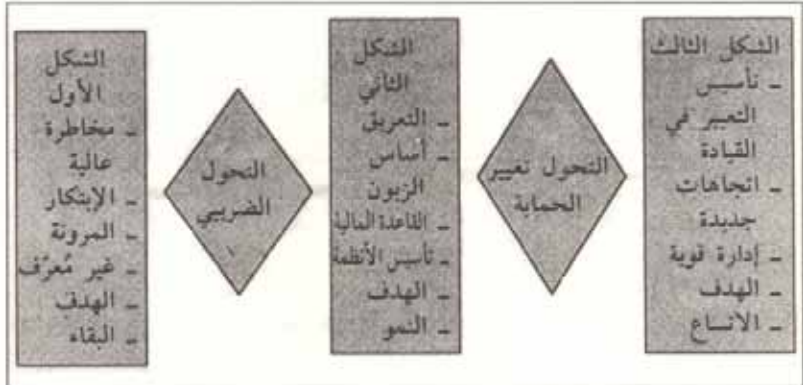 الشكل
الأول
- مخاطرة
عالية
- الإبتكار
- المرونة
- غير مُعرّف
- الهدف
- البقاء
التحول
الضريبي
الشكل
الثاني
- التعريق
- أساس
الزبون
- القاعدة المالية
- تأسيس الأنظمة
- الهدف
- النمو
التحول تغيير
الحماية
الشكل الثالث
- تأسيس
التعبير في
القيادة
- اتجاهات
جديدة
- إدارة قوية
- الهدف
- الاتساع